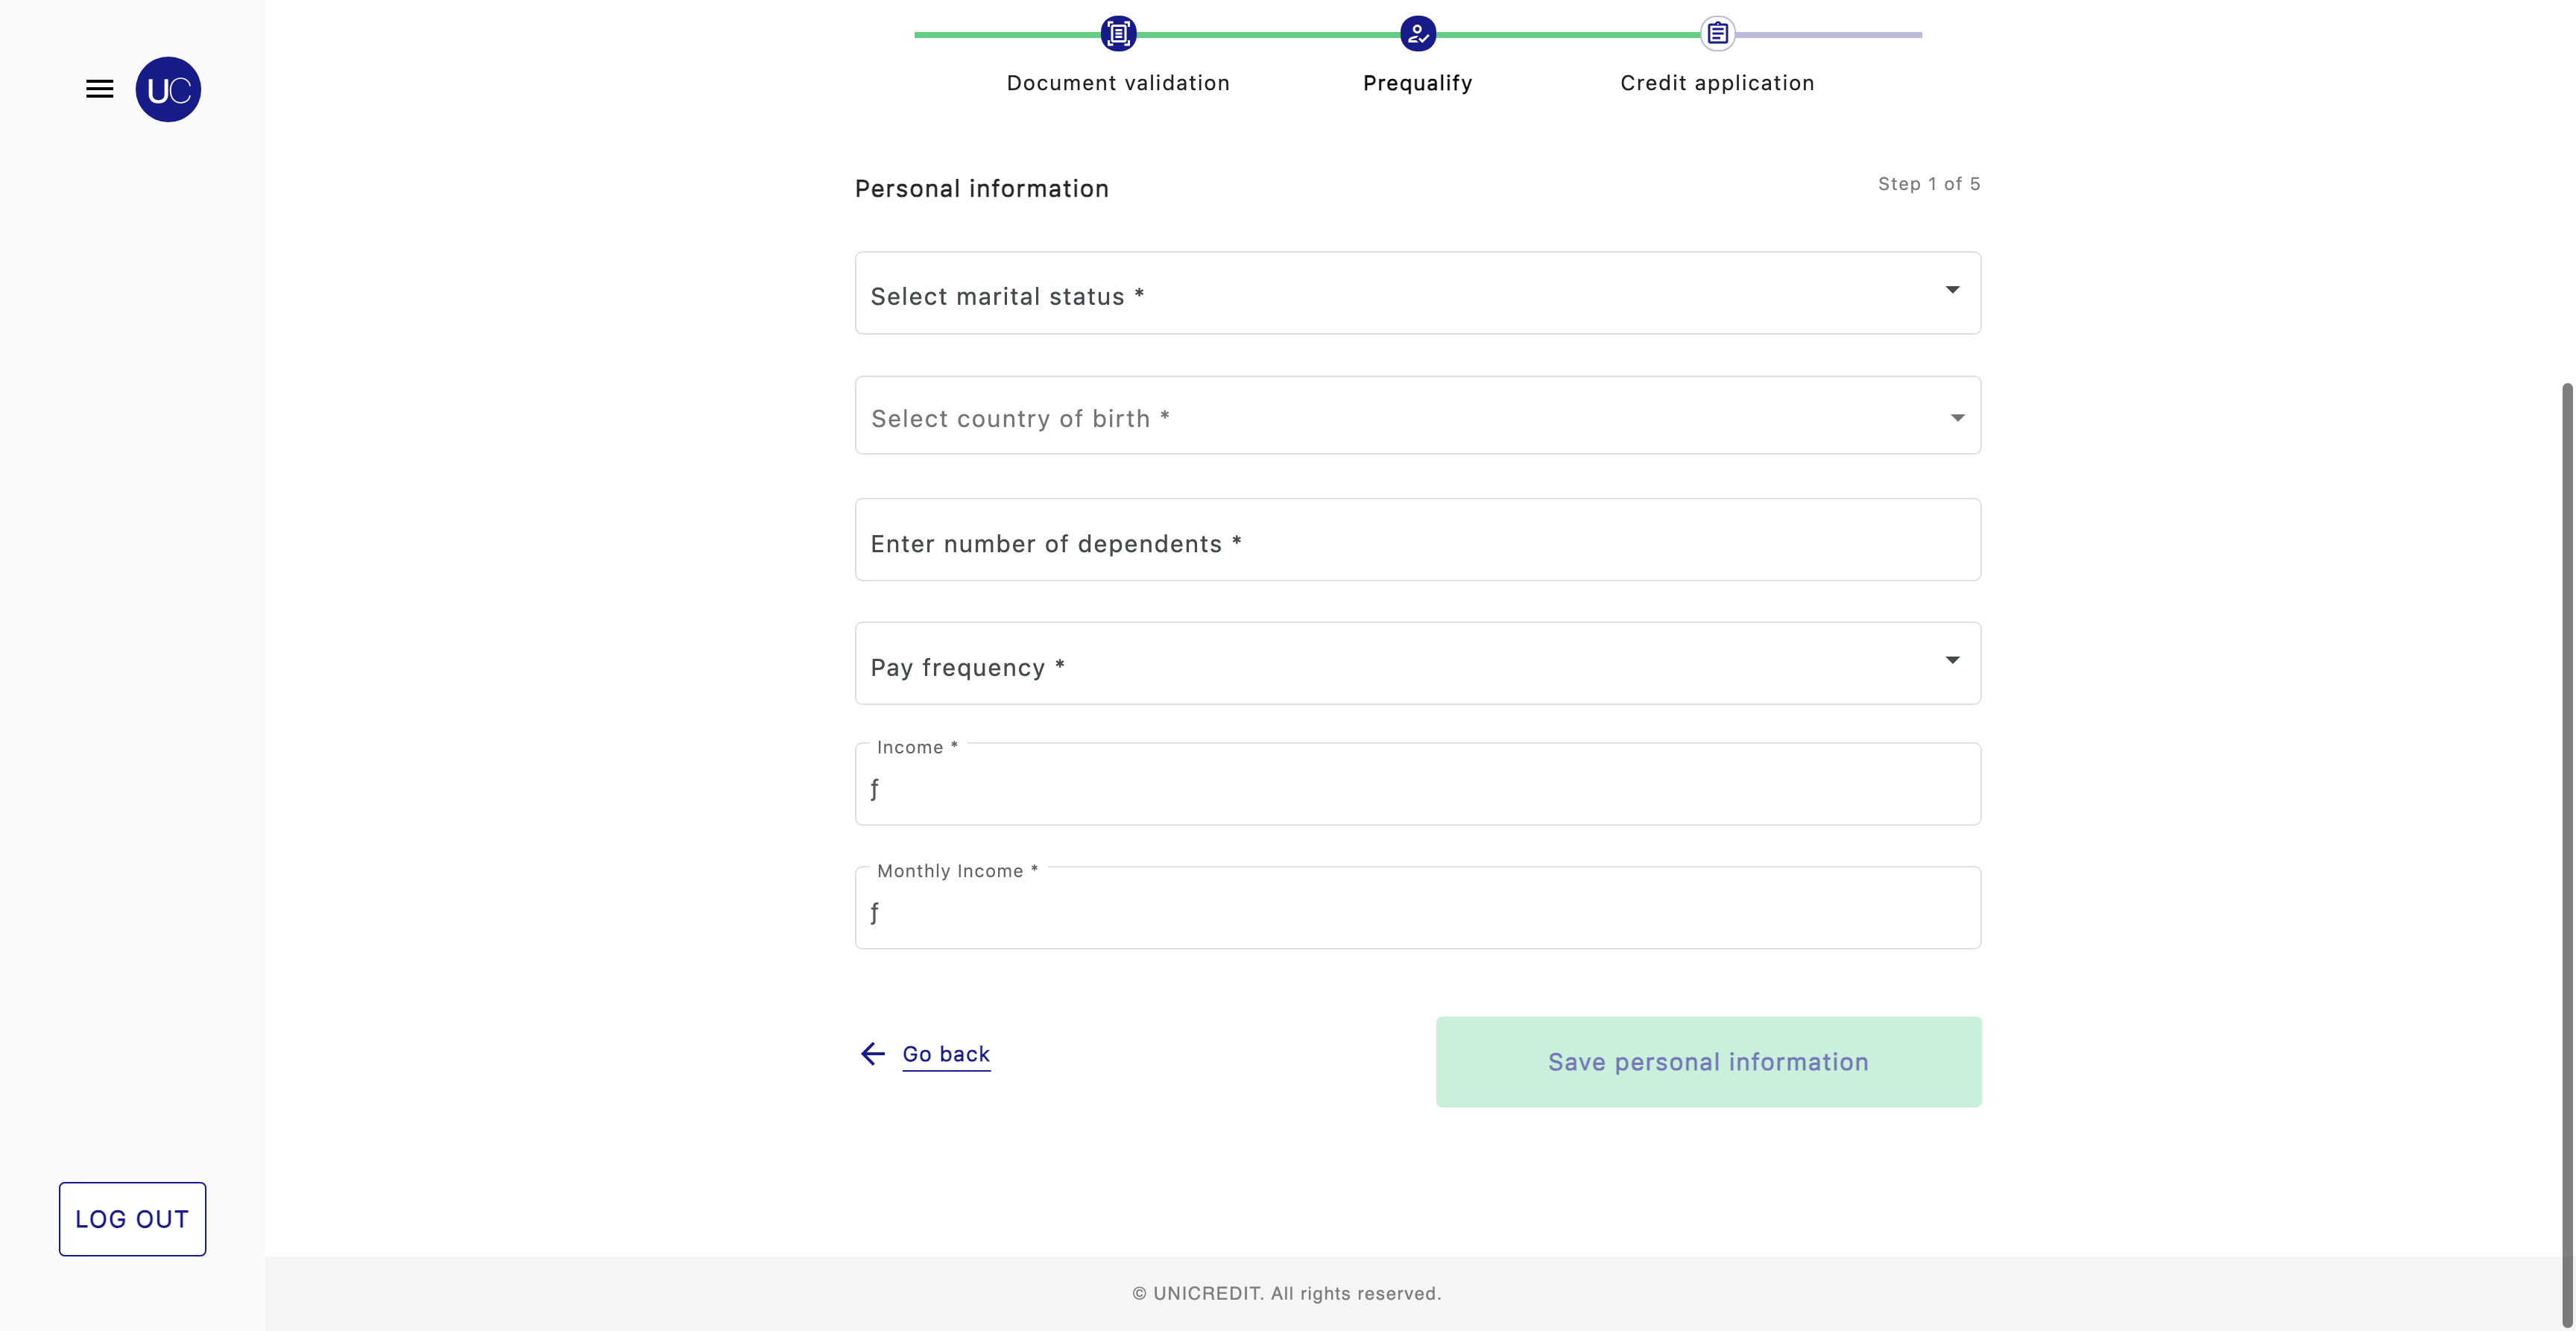 UC
Document validation
Prequalify
Credit application
Personal information
Step 1 of 5
Select marital status *
Select country of birth *
Enter number of dependents *
Pay frequency *
Income *
ƒ
Monthly Income *
ƒ
Go back
Save personal information
LOG OUT
© UNICREDIT. All rights reserved.